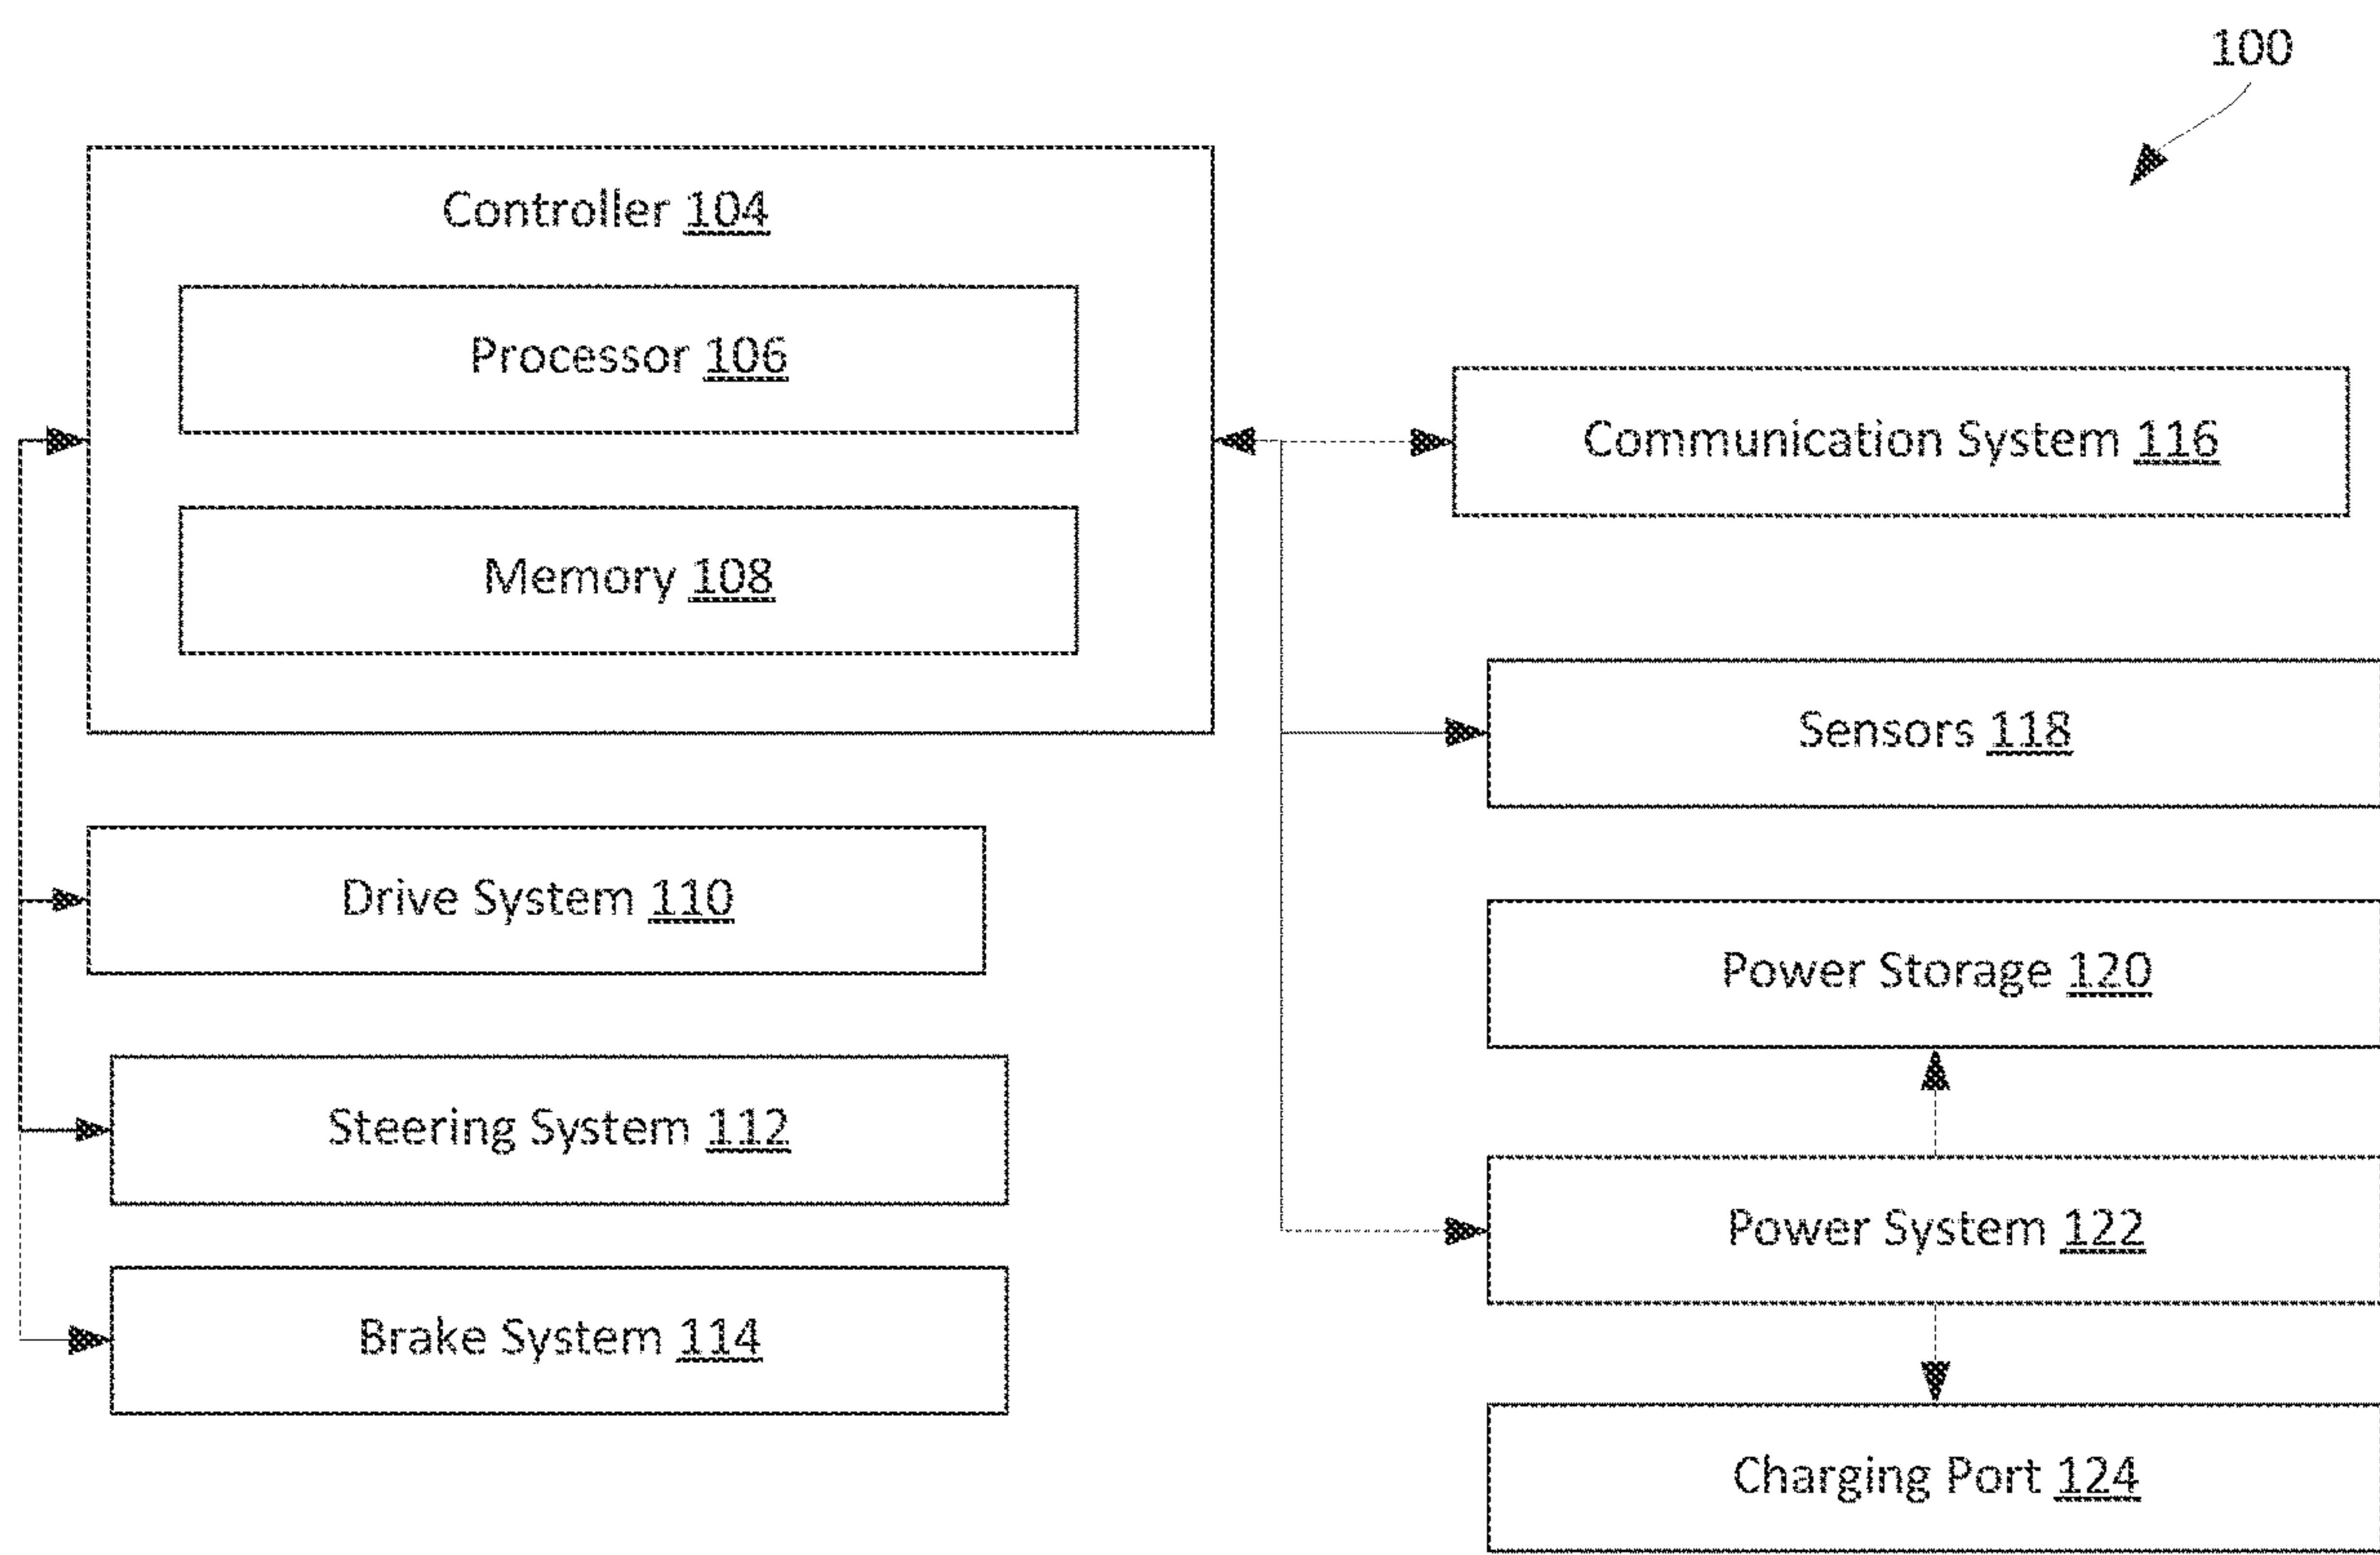 100
Controller 104
Processor 106
Memory 108
Communication System 116
Sensors 118
Drive System 110
Power Storage 120
Steering System 112
Power System 122
Brake System 114
Charging Port 124